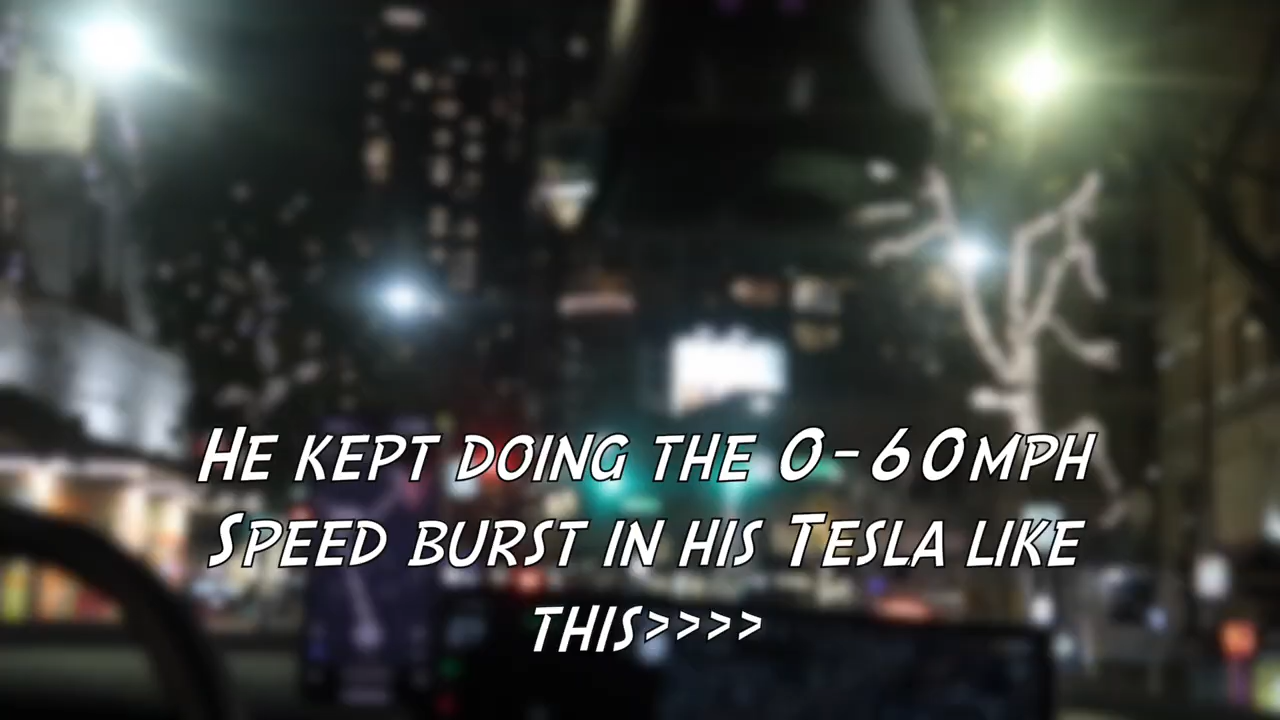 He kept doing the 0-60mph
Speed burst in his Tesla like
this>>>>